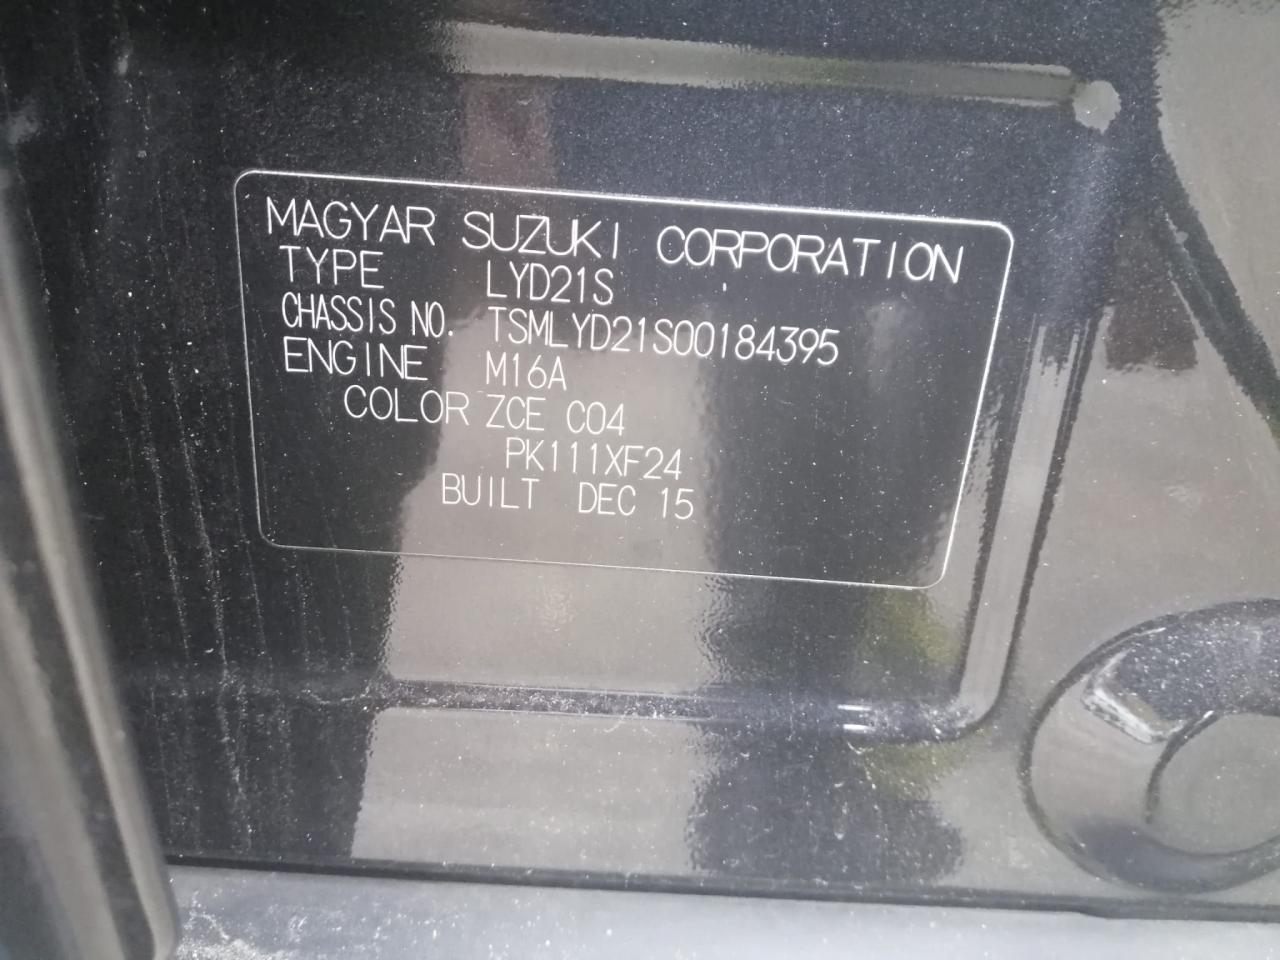 MAGYAR SUZUKI CORPORATION
TYPE LYD21S
CHASSIS NO. TSMLYD21S00184395
ENGINE M16A
COLOR ZCE C04
PK111XF24
BUILT DEC 15